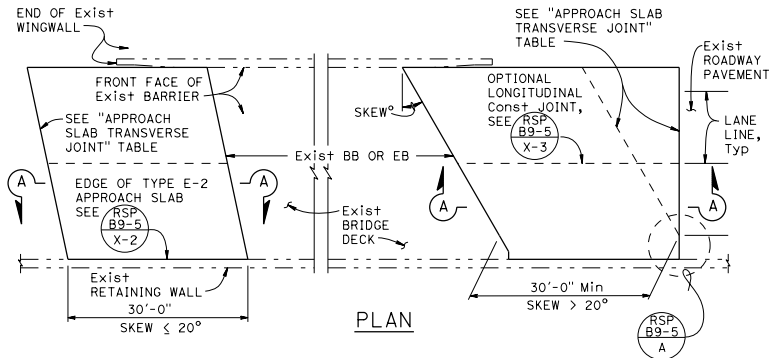 END OF Exist
WINGWALL
FRONT FACE OF
Exist BARRIER
SEE "APPROACH
SLAB TRANSVERSE
JOINT" TABLE
A
A
EDGE OF TYPE E-2
APPROACH SLAB
SEE
RSP
B9-5
X-2
Exist
RETAINING WALL
30'-0"
SKEW ≤ 20°
Exist BB OR EB
Exist
BRIDGE
DECK
PLAN
SKEW°
SEE "APPROACH SLAB
TRANSVERSE JOINT"
TABLE
OPTIONAL
LONGITUDINAL
Const JOINT,
SEE
RSP
B9-5
X-3
Exist
ROADWAY
PAVEMENT
LANE
LINE,
Typ
A
A
30'-0" Min
SKEW > 20°
RSP
B9-5
A